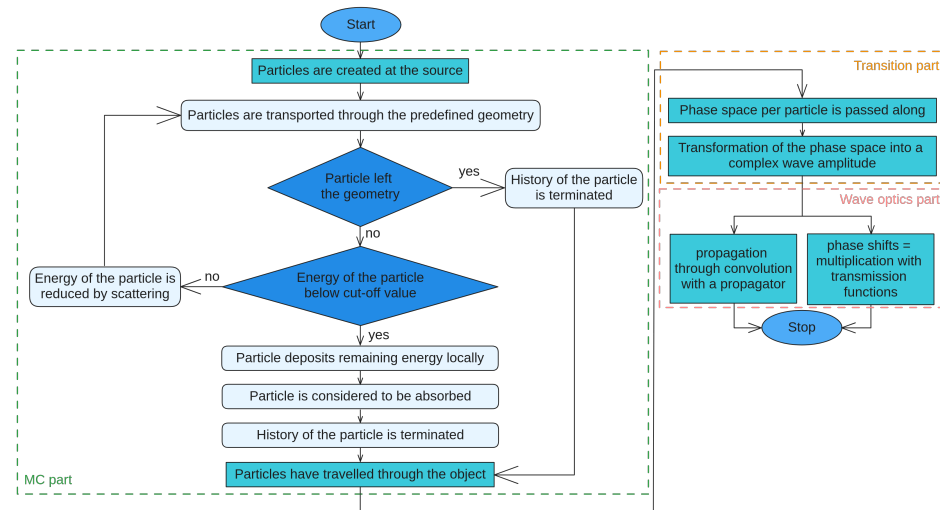 Start
Particles are created at the source
Particles are transported through the predefined geometry
Particle left
the geometry
yes
History of the particle
is terminated
no
Energy of the particle
below cut-off value
no
Energy of the particle is
reduced by scattering
yes
Particle deposits remaining energy locally
Particle is considered to be absorbed
History of the particle is terminated
Particles have travelled through the object
MC part
Transition part
Phase space per particle is passed along
Transformation of the phase space into a
complex wave amplitude
Wave optics part
propagation
through convolution
with a propagator
phase shifts =
multiplication with
transmission
functions
Stop